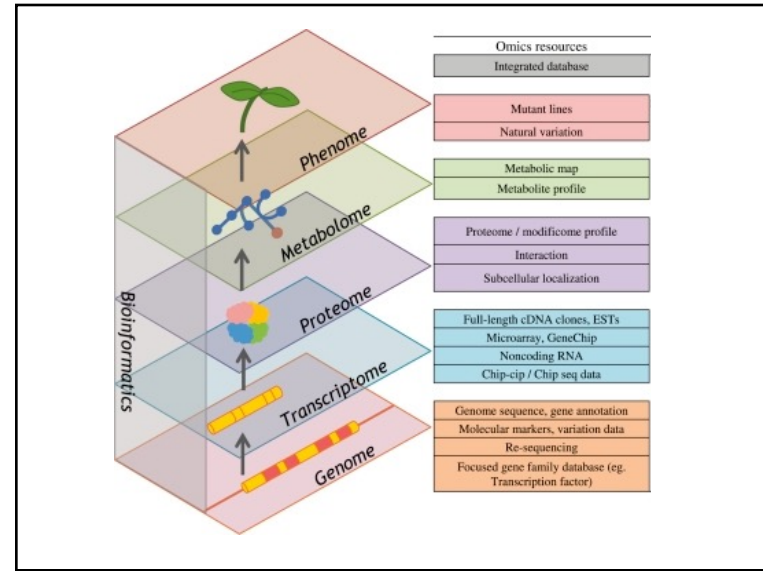 Omics resources
Integrated database
Mutant lines
Natural variation
Metabolic map
Metabolite profile
Proteome / modificome profile
Interaction
Subcellular localization
Full-length cDNA clones, ESTs
Microarray, GeneChip
Noncoding RNA
Chip-cip / Chip seq data
Genome sequence, gene annotation
Molecular markers, variation data
Re-sequencing
Focused gene family database (eg.
Transcription factor)
Phenome
Metabolome
Proteome
Transcriptome
Genome
Bioinformatics